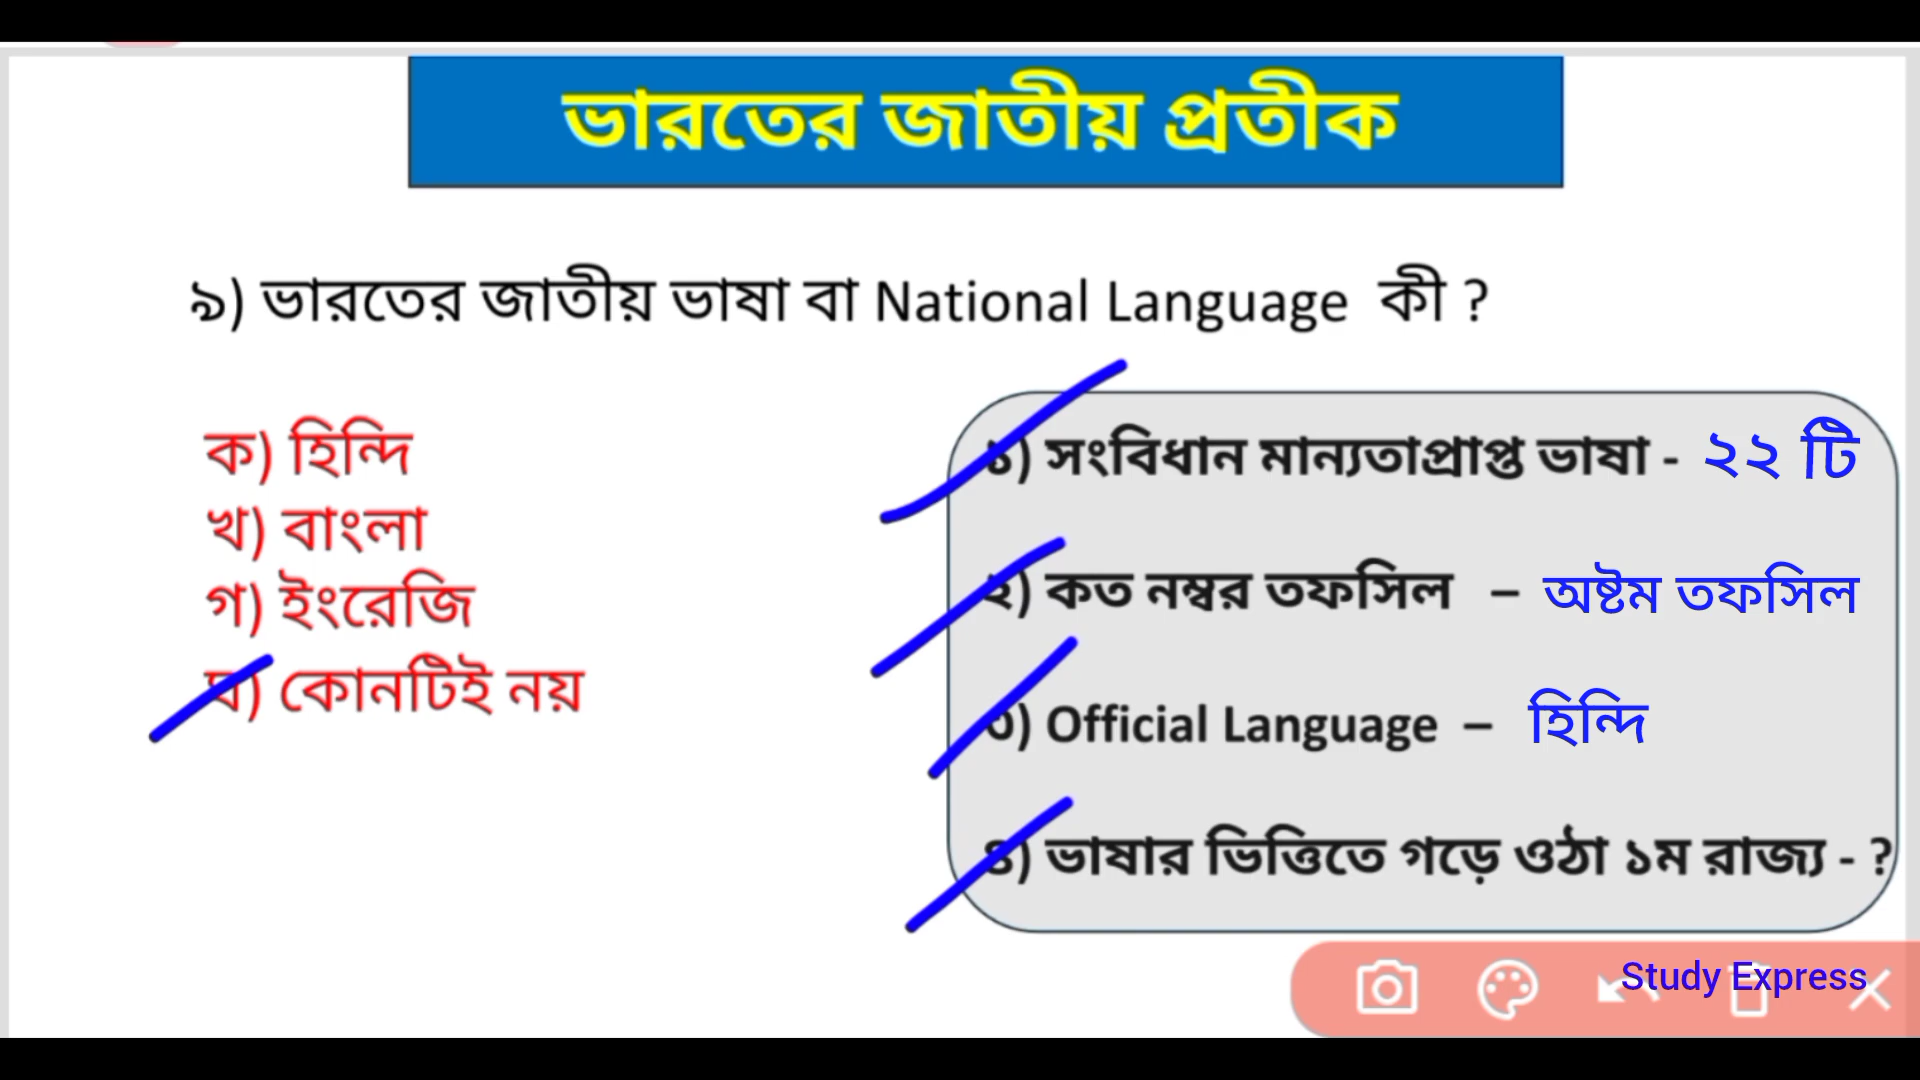 ভারতের জাতীয় প্রতীক
৯) ভারতের জাতীয় ভাষা বা National Language কী ?
ক) হিন্দি
খ) বাংলা
গ) ইংরেজি
ঘ) কোনটিই নয়
১) সংবিধান মান্যতাপ্রাপ্ত ভাষা - ২২ টি
২) কত নম্বর তফসিল – অষ্টম তফসিল
৩) Official Language – হিন্দি
৪) ভাষার ভিত্তিতে গড়ে ওঠা ১ম রাজ্য - ?
Study Express